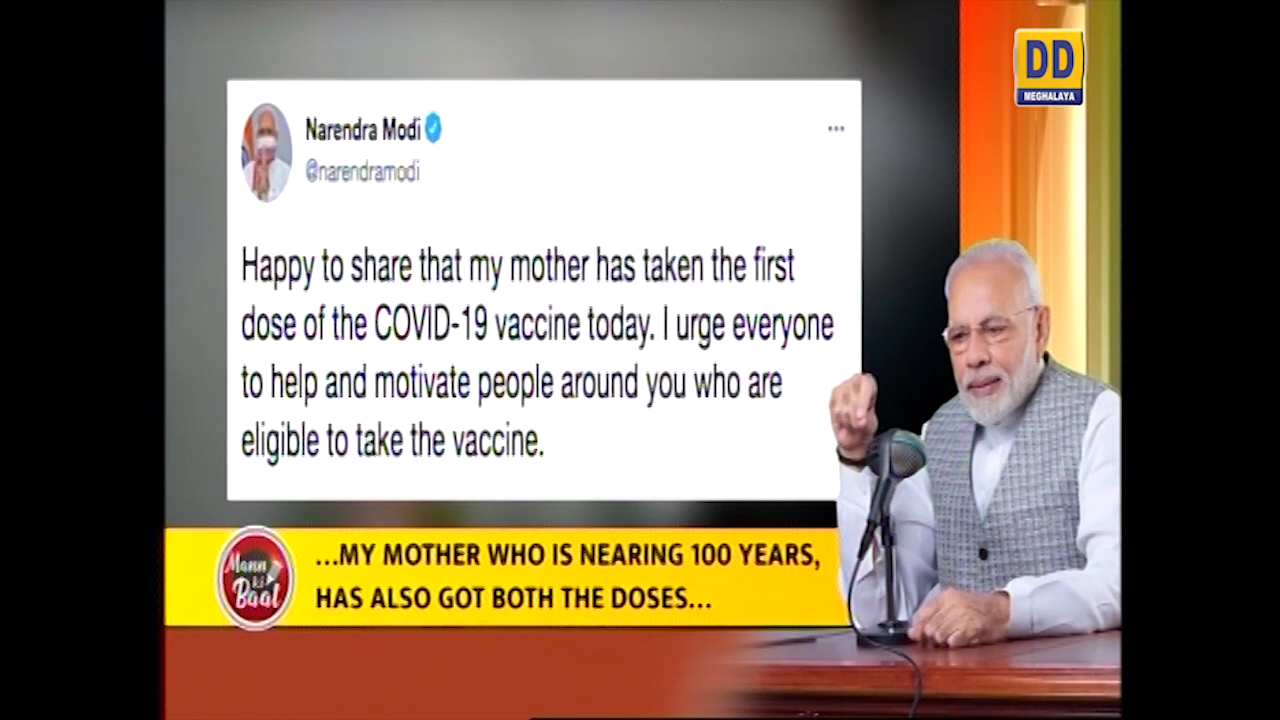 DD
MEGHALAYA
Narendra Modi
@narendramodi
Happy to share that my mother has taken the first
dose of the COVID-19 vaccine today. I urge everyone
to help and motivate people around you who are
eligible to take the vaccine.
Mann
ki
Baat
...MY MOTHER WHO IS NEARING 100 YEARS,
HAS ALSO GOT BOTH THE DOSES...